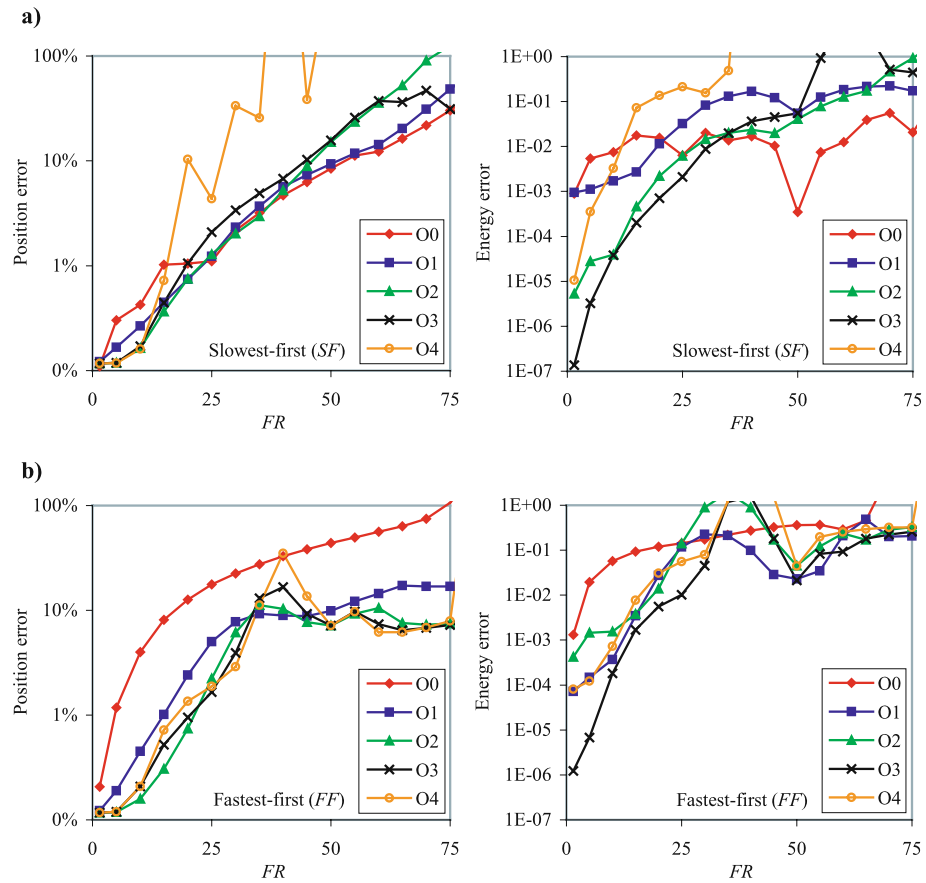 a)
100%
10%
1%
0%
Position error
0
25
50
75
FR
Slowest-first (SF)
O0
O1
O2
O3
O4
1E+00
1E-01
1E-02
1E-03
1E-04
1E-05
1E-06
1E-07
Energy error
0
25
50
75
FR
Slowest-first (SF)
O0
O1
O2
O3
O4
b)
100%
10%
1%
0%
Position error
0
25
50
75
FR
Fastest-first (FF)
O0
O1
O2
O3
O4
1E+00
1E-01
1E-02
1E-03
1E-04
1E-05
1E-06
1E-07
Energy error
0
25
50
75
FR
Fastest-first (FF)
O0
O1
O2
O3
O4